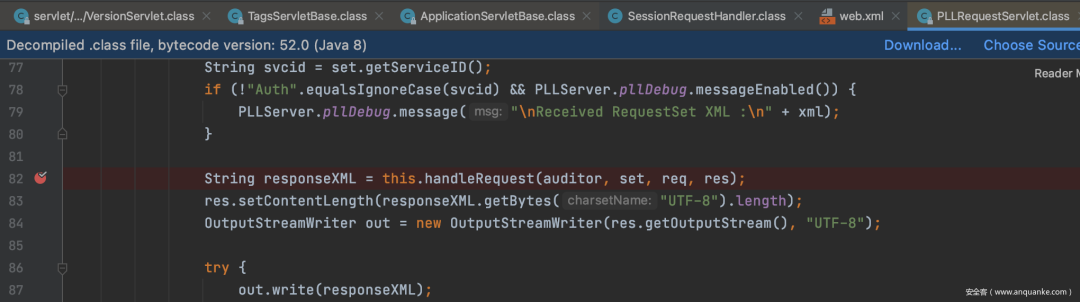 servlet/.../VersionServlet.class × TagsServletBase.class × ApplicationServletBase.class × SessionRequestHandler.class × web.xml × PLLRequestServlet.class
Decompiled .class file, bytecode version: 52.0 (Java 8) Download... Choose Source
77 String svcid = set.getServiceID();
Reader M
78 if (!"Auth".equalsIgnoreCase(svcid) && PLLServer.pllDebug.messageEnabled()) {
79 PLLServer.pllDebug.message( msg: "\nReceived RequestSet XML :\n" + xml);
80 }
81
82 String responseXML = this.handleRequest(auditor, set, req, res);
83 res.setContentLength(responseXML.getBytes( charsetName: "UTF-8").length);
84 OutputStreamWriter out = new OutputStreamWriter(res.getOutputStream(), "UTF-8");
85
86 try {
87 out.write(responseXML);
安全客（www.anquanke.com）